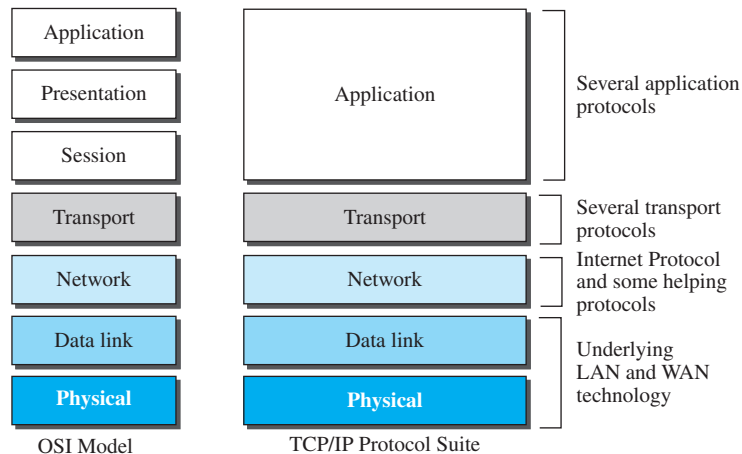 Application
Presentation
Session
Transport
Network
Data link
Physical
OSI Model
Application
Transport
Network
Data link
Physical
TCP/IP Protocol Suite
Several application
protocols
Several transport
protocols
Internet Protocol
and some helping
protocols
Underlying
LAN and WAN
technology